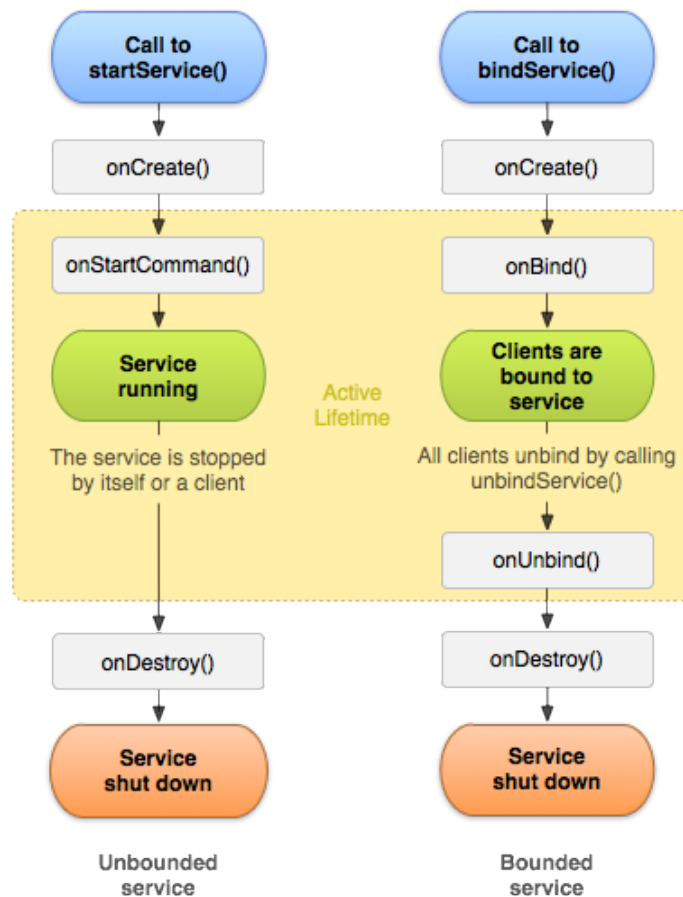 Call to
startService()
onCreate()
onStartCommand()
Service
running
The service is stopped
by itself or a client
onDestroy()
Service
shut down
Unbounded
service
Active
Lifetime
Call to
bindService()
onCreate()
onBind()
Clients are
bound to
service
All clients unbind by calling
unbindService()
onUnbind()
onDestroy()
Service
shut down
Bounded
service